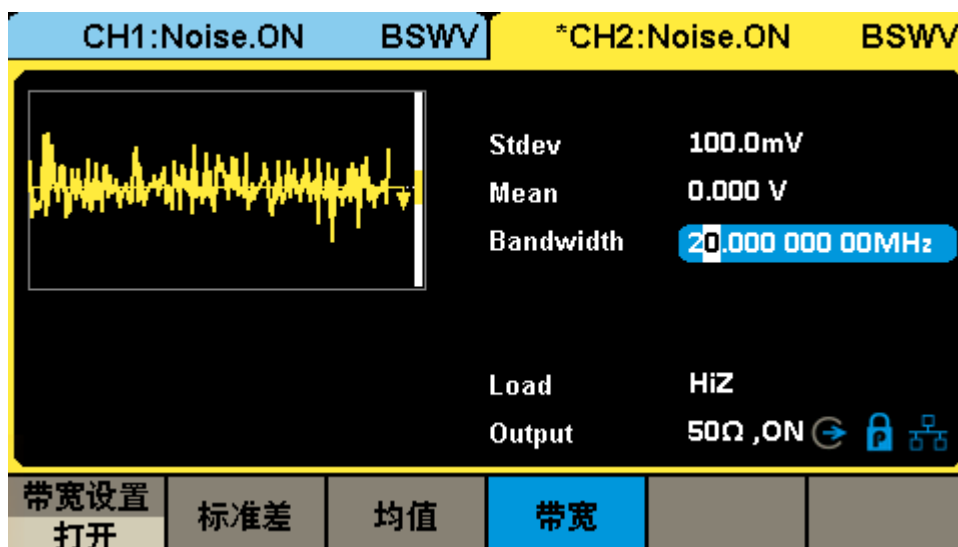 CH1:Noise.ON BSWV *CH2:Noise.ON BSWV
Stdev 100.0mV
Mean 0.000 V
Bandwidth 20.000 000 00MHz
Load HiZ
Output 50Ω ,ON
带宽设置 标准差 均值 带宽
打开